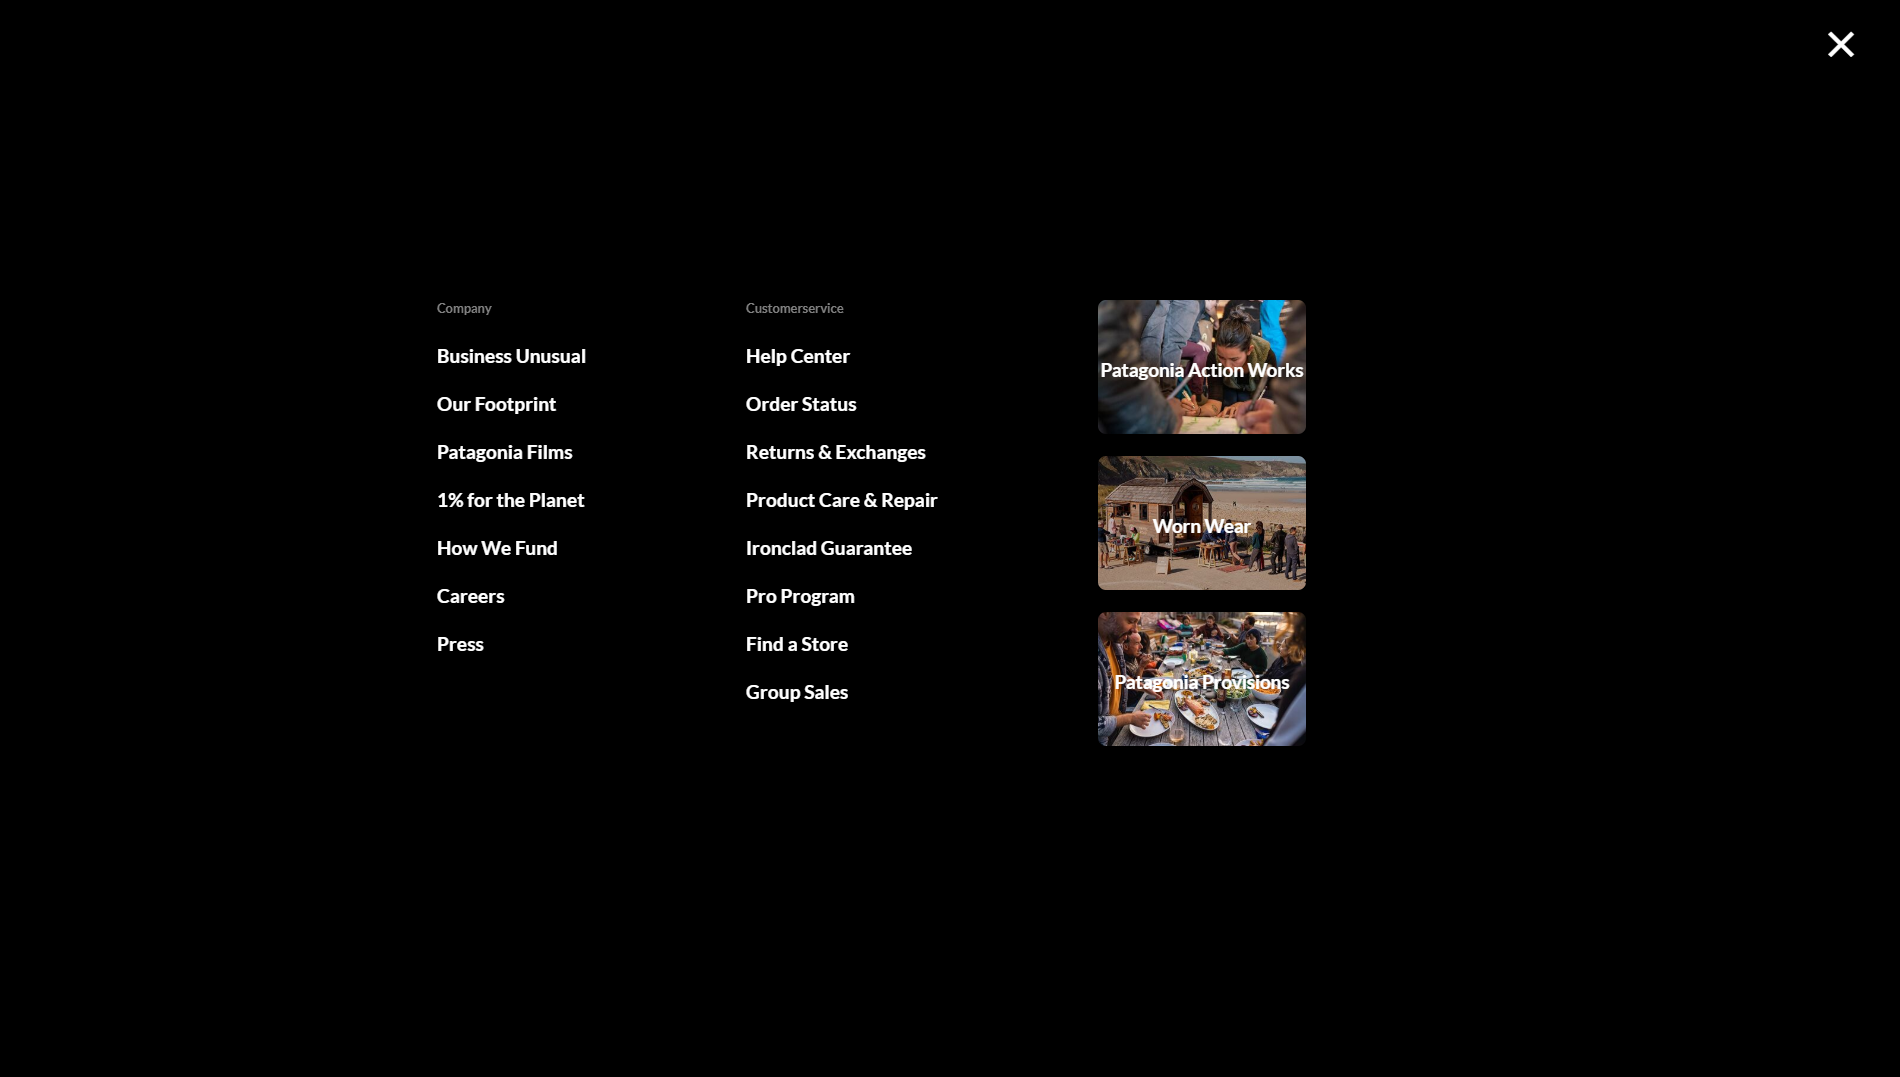 Company
Business Unusual
Our Footprint
Patagonia Films
1% for the Planet
How We Fund
Careers
Press
Customerservice
Help Center
Order Status
Returns & Exchanges
Product Care & Repair
Ironclad Guarantee
Pro Program
Find a Store
Group Sales
Patagonia Action Works
Worn Wear
Patagonia Provisions